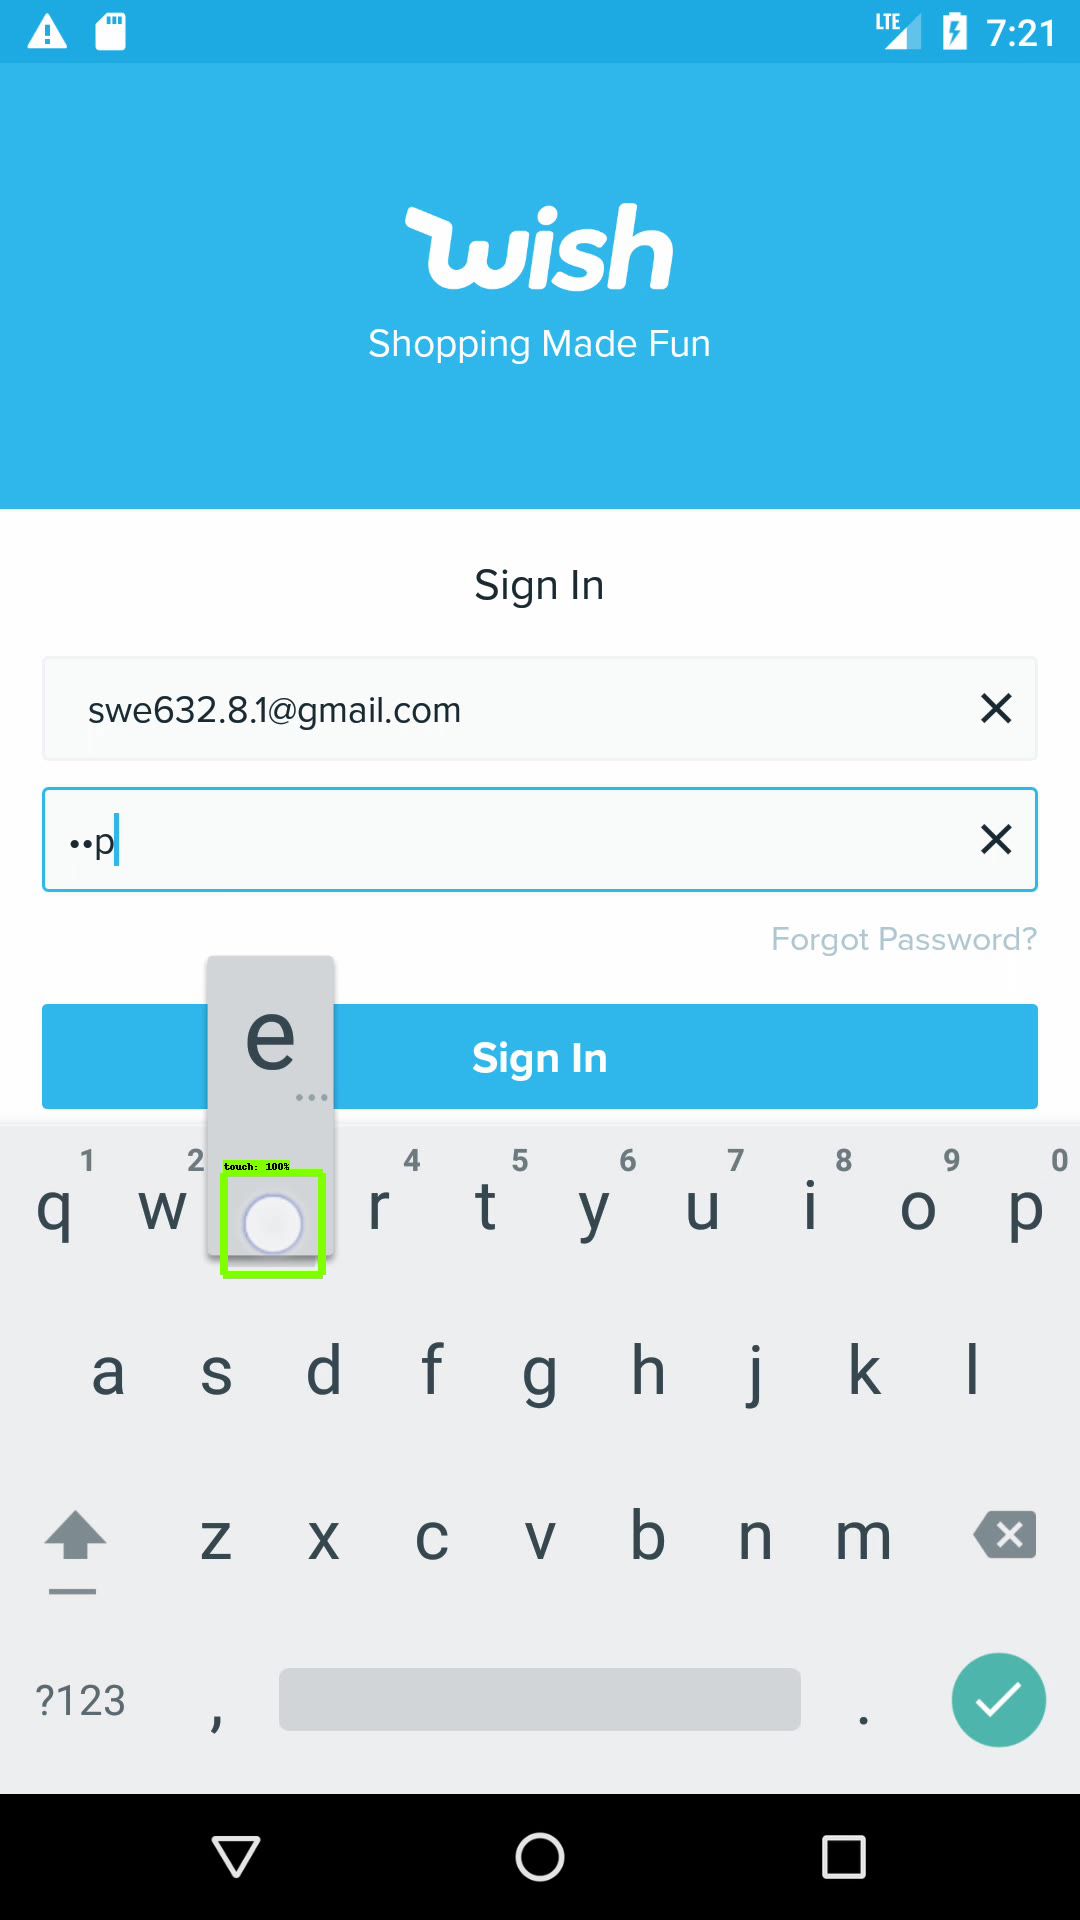 LTE 7:21
wish
Shopping Made Fun
Sign In
swe632.8.1@gmail.com
••p
Forgot Password?
Sign In
e
...
touch: 100%
1 2 4 5 6 7 8 9 0
q w r t y u i o p
a s d f g h j k l
z x c v b n m
?123 , .